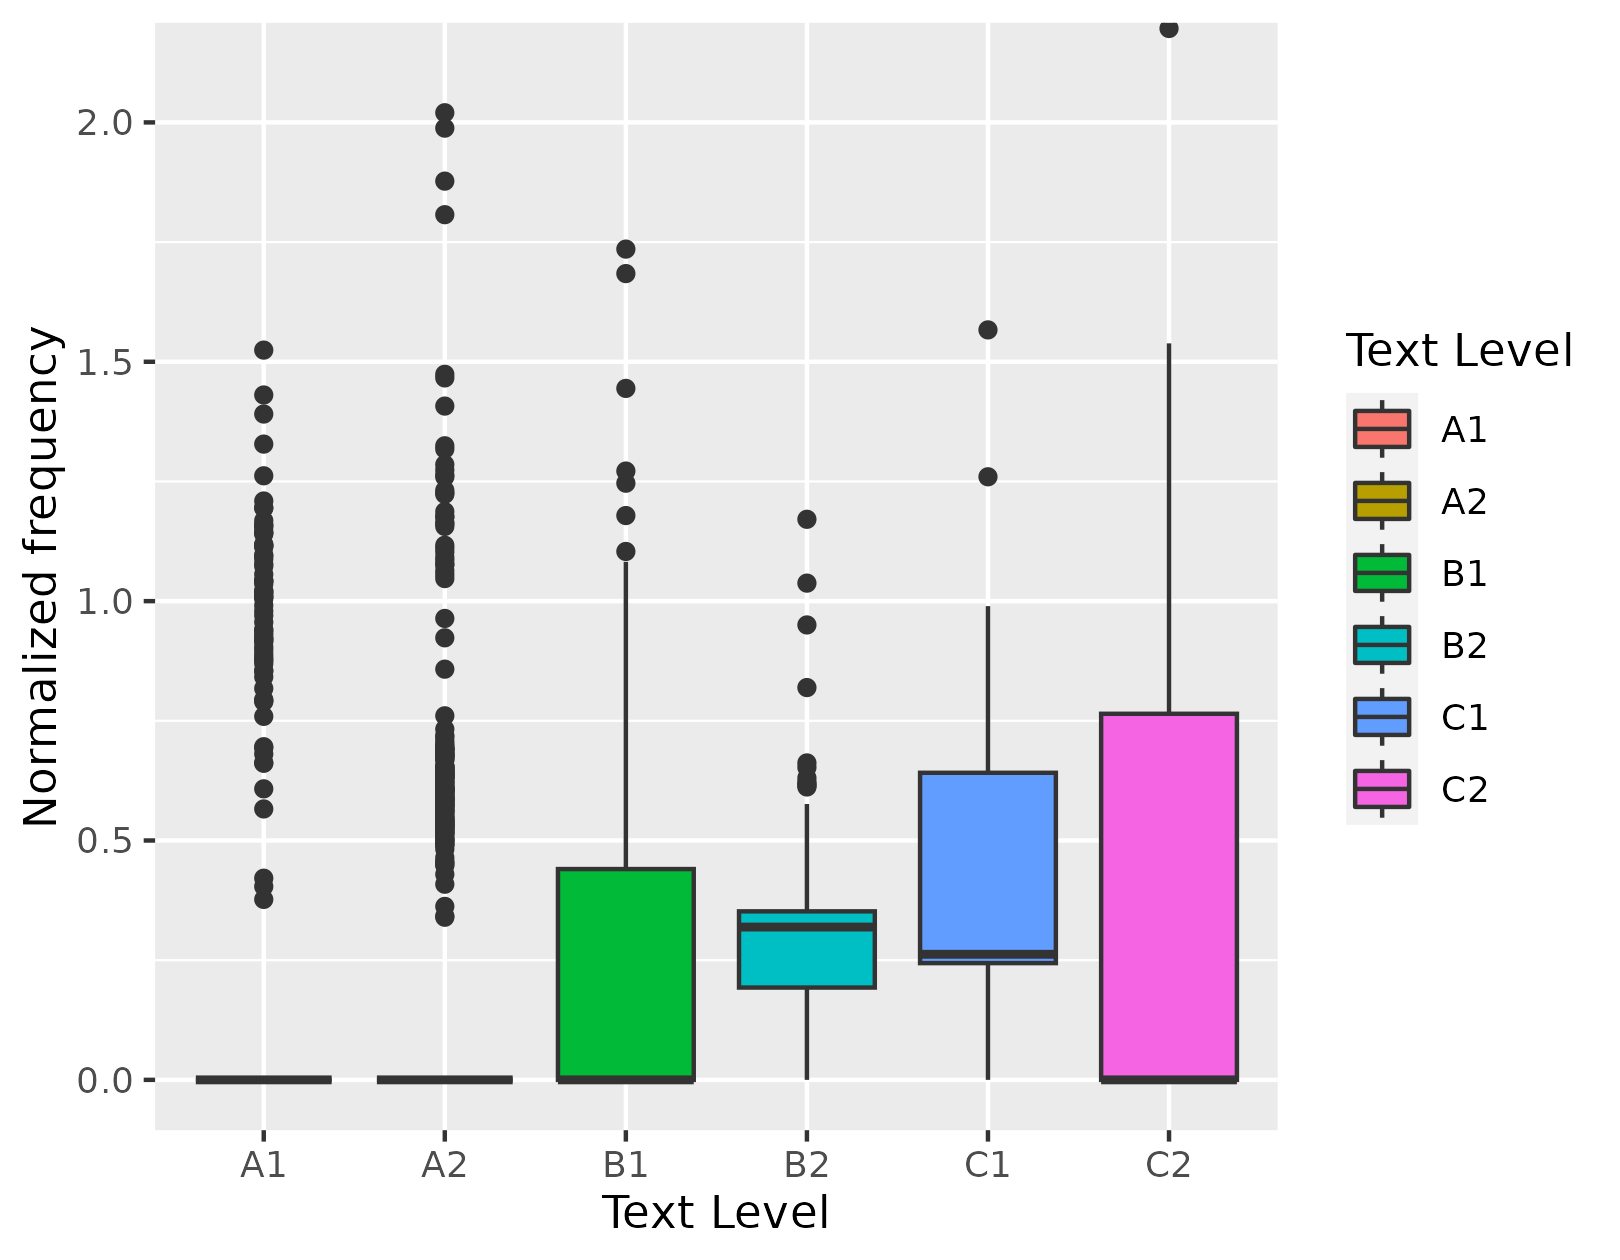 Normalized frequency
2.0
1.5
1.0
0.5
0.0
A1 A2 B1 B2 C1 C2
Text Level
Text Level
A1
A2
B1
B2
C1
C2